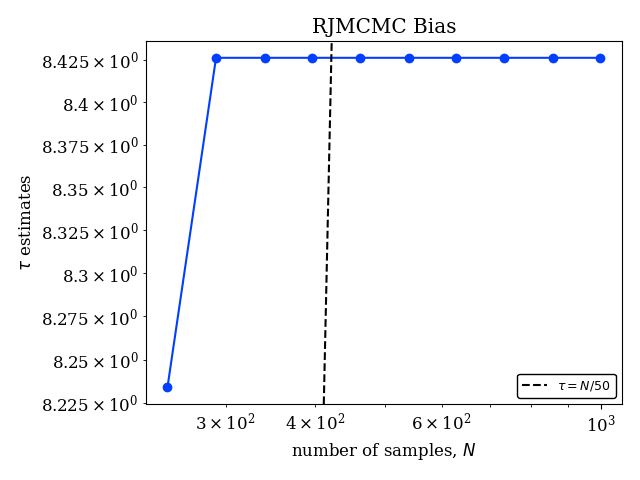 RJMCMC Bias
τ estimates
8.425 × 10⁰
8.4 × 10⁰
8.375 × 10⁰
8.35 × 10⁰
8.325 × 10⁰
8.3 × 10⁰
8.275 × 10⁰
8.25 × 10⁰
8.225 × 10⁰
τ = N/50
3 × 10² 4 × 10² 6 × 10² 10³
number of samples, N